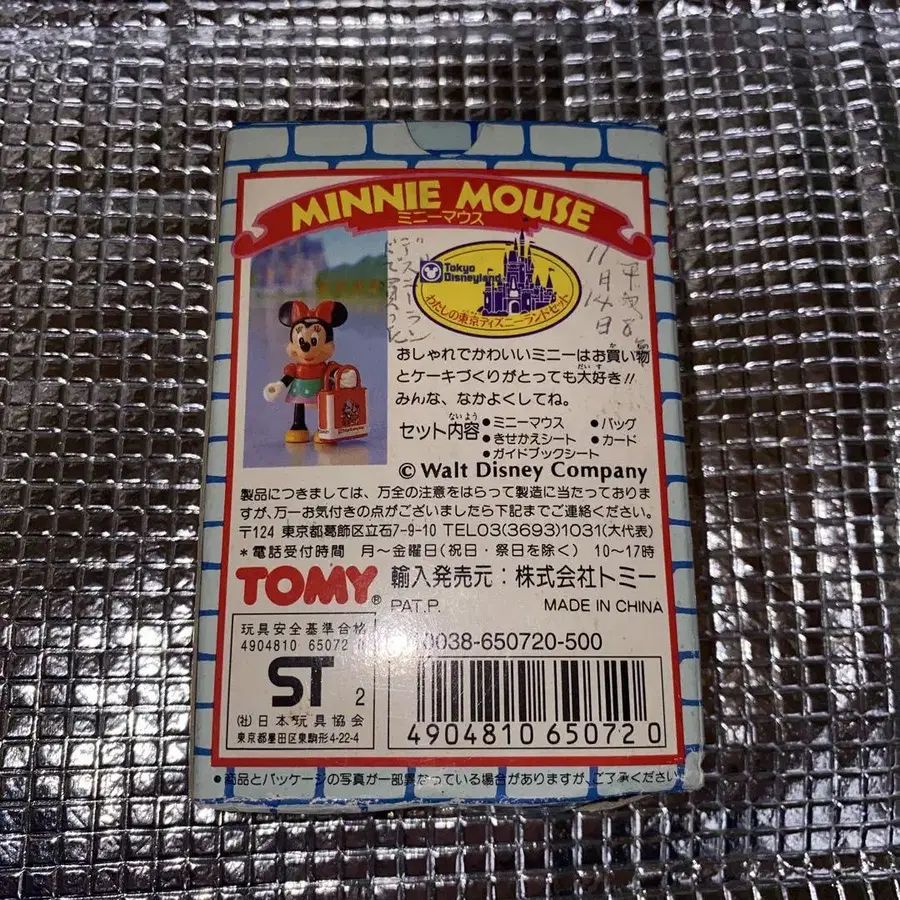 MINNIE MOUSE
ミニーマウス
Tokyo
Disneyland
わたしの東京ディズニーランドセット
11月14日
おしゃれでかわいいミニーはお買い物
とケーキづくりがとっても大好き!!
みんな、なかよくしてね。
セット内容 •ミニーマウス •バッグ
•きせかえシート •カード
•ガイドブックシート
© Walt Disney Company
製品につきましては、万全の注意をはらって製造に当たっておりま
すが、万一お気付きの点がございましたら下記までご連絡ください。
〒124 東京都葛飾区立石7-9-10 TEL03(3693)1031(大代表)
*電話受付時間 月〜金曜日(祝日・祭日を除く) 10〜17時
TOMY® 輸入発売元:株式会社トミー
PAT.P. MADE IN CHINA
玩具安全基準合格
4904810 65072 0
ST 2
(社)日本玩具協会
東京都墨田区東駒形4-22-4
0038-650720-500
4904810 650720
•商品とパッケージの写真が一部異なっている場合がありますが、ご了承ください